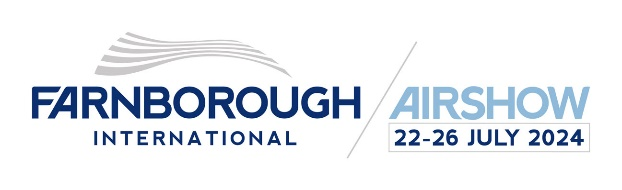 FARNBOROUGH
INTERNATIONAL
AIRSHOW
22-26 JULY 2024